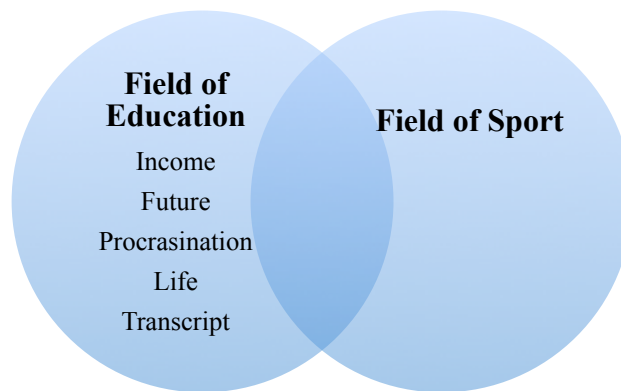 Field of
Education
Income
Future
Procrasination
Life
Transcript
Field of Sport